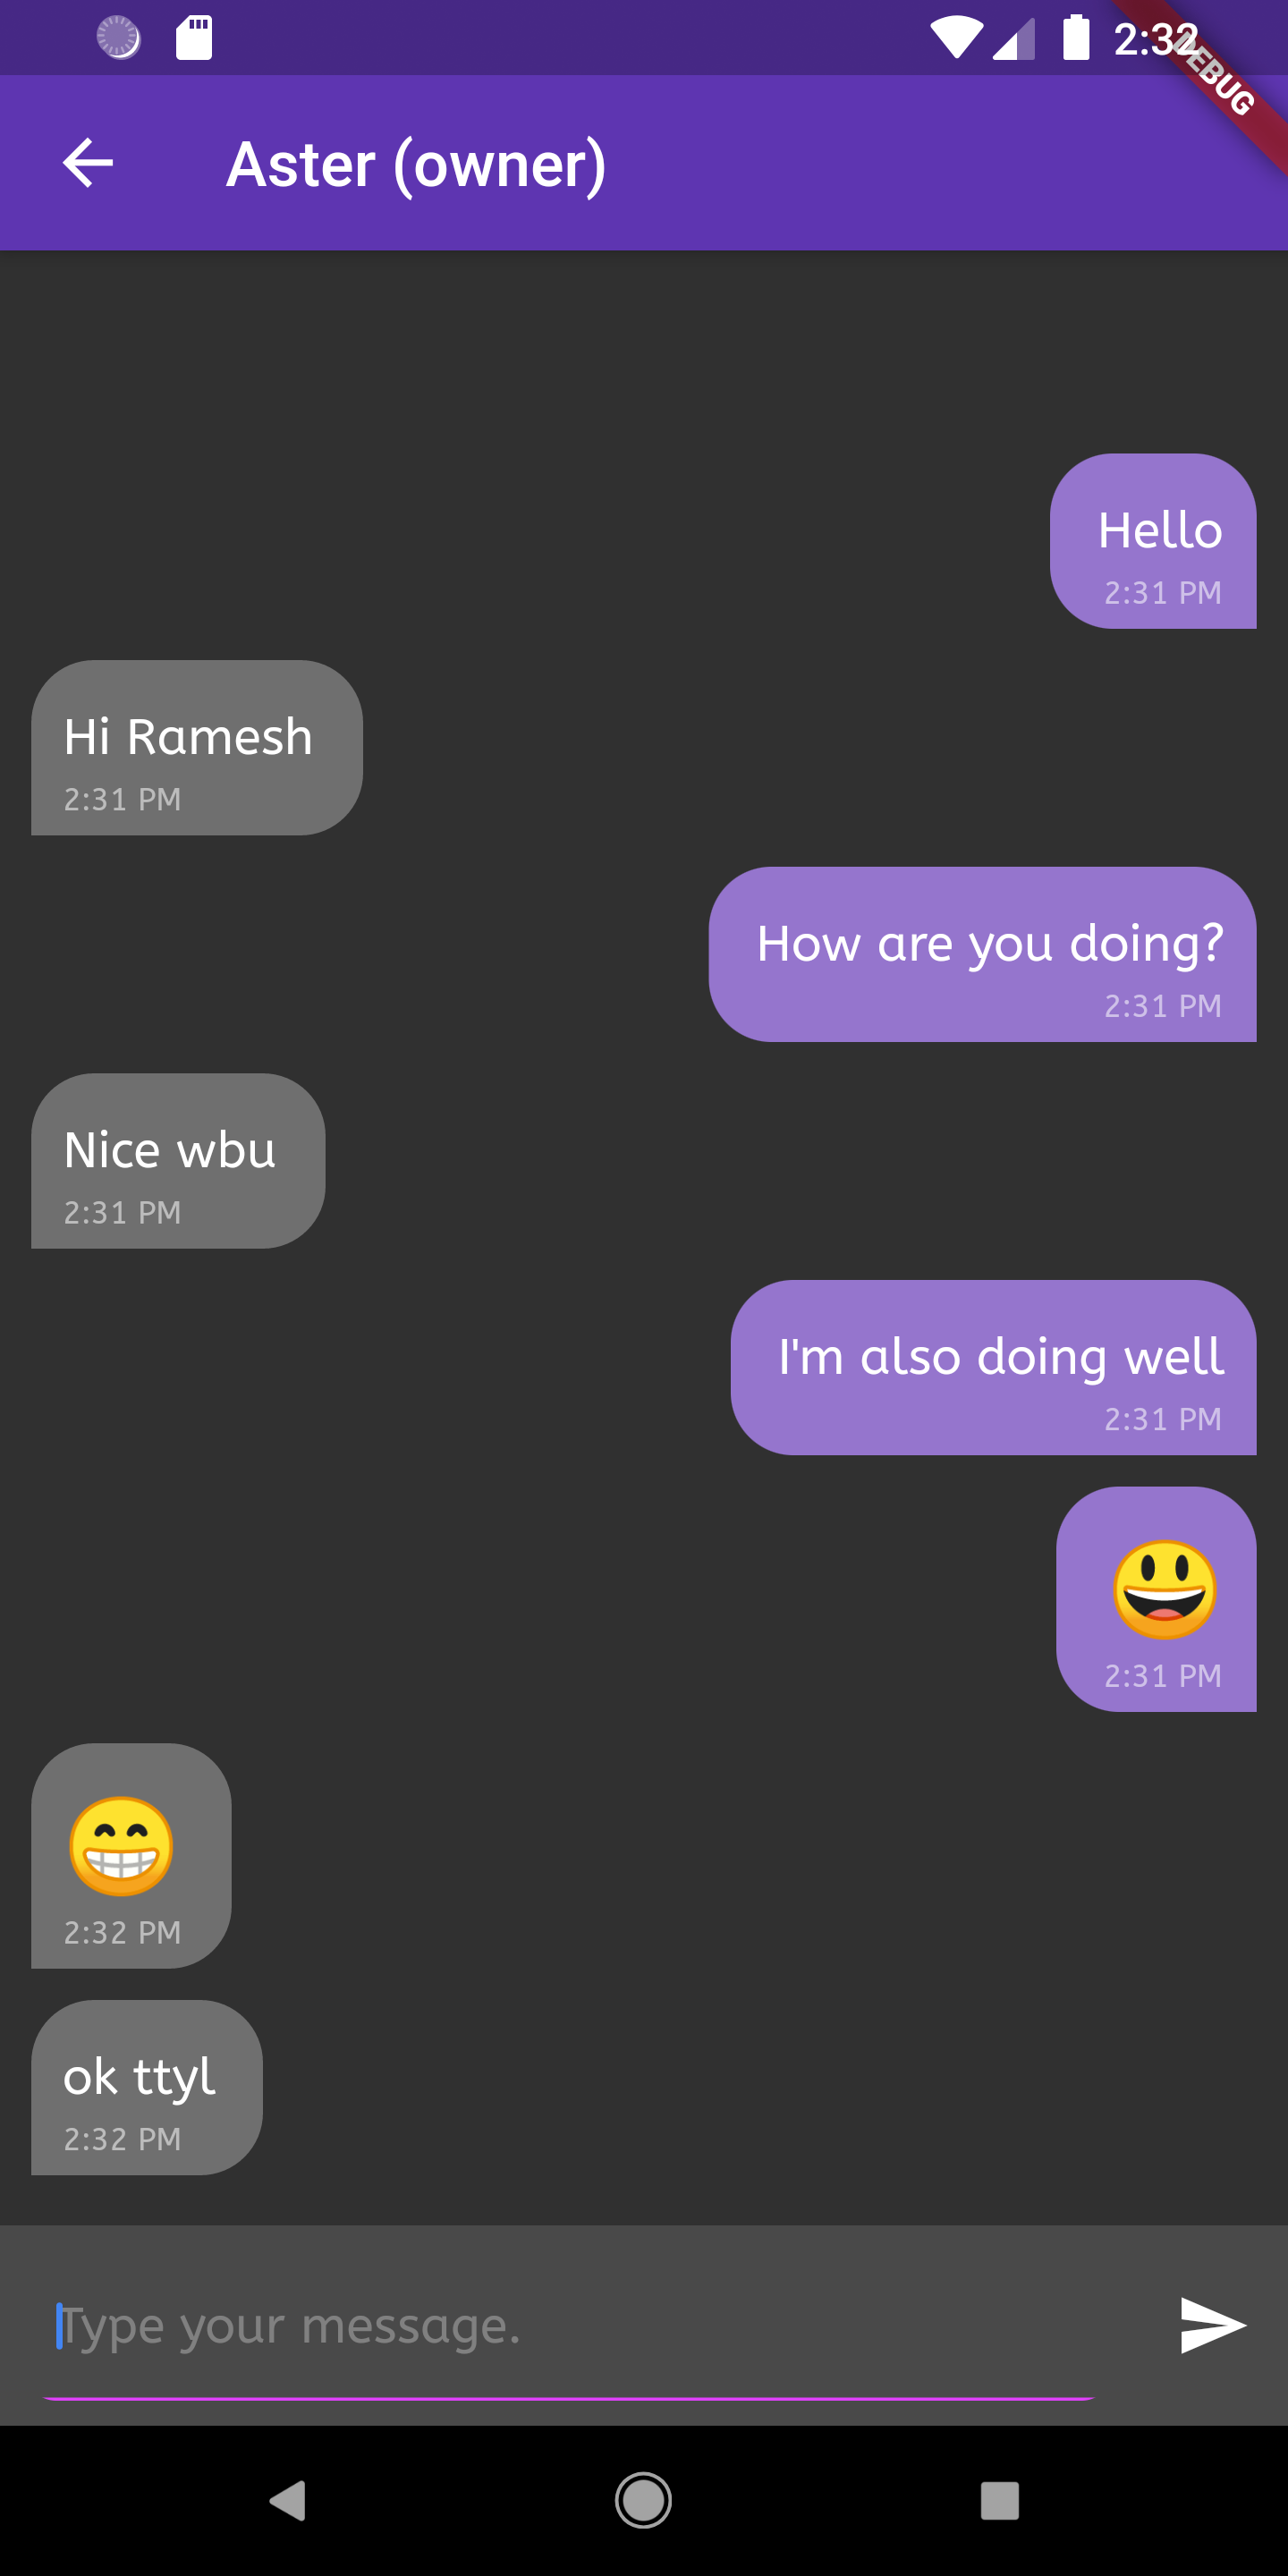 2:32
DEBUG
Aster (owner)
Hello
2:31 PM
Hi Ramesh
2:31 PM
How are you doing?
2:31 PM
Nice wbu
2:31 PM
I'm also doing well
2:31 PM
😃
2:31 PM
😁
2:32 PM
ok ttyl
2:32 PM
Type your message.